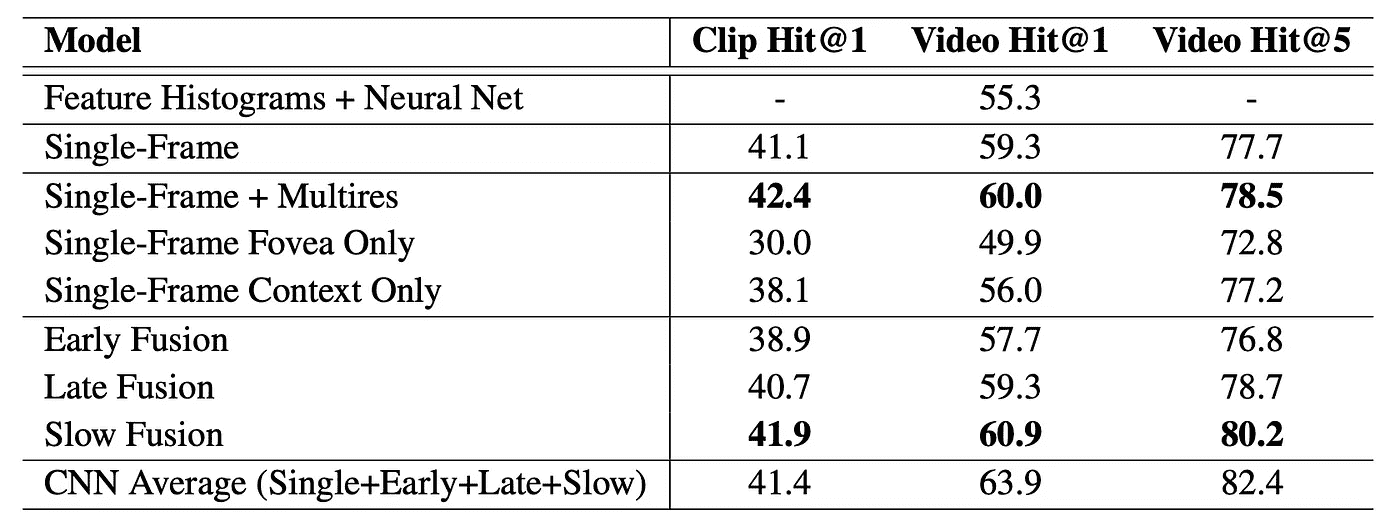 Model Clip Hit@1 Video Hit@1 Video Hit@5
Feature Histograms + Neural Net - 55.3 -
Single-Frame 41.1 59.3 77.7
Single-Frame + Multires 42.4 60.0 78.5
Single-Frame Fovea Only 30.0 49.9 72.8
Single-Frame Context Only 38.1 56.0 77.2
Early Fusion 38.9 57.7 76.8
Late Fusion 40.7 59.3 78.7
Slow Fusion 41.9 60.9 80.2
CNN Average (Single+Early+Late+Slow) 41.4 63.9 82.4